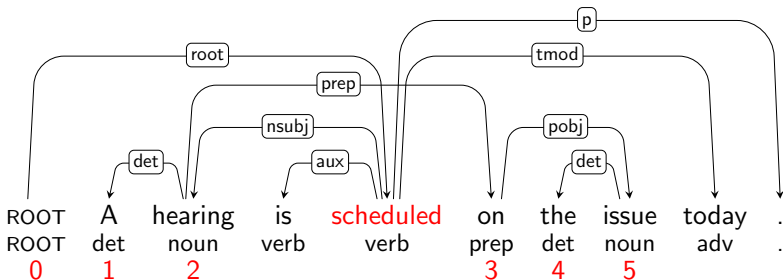 p
root tmod
prep
nsubj pobj
det aux det
ROOT A hearing is scheduled on the issue today .
ROOT det noun verb verb prep det noun adv .
0 1 2 3 4 5